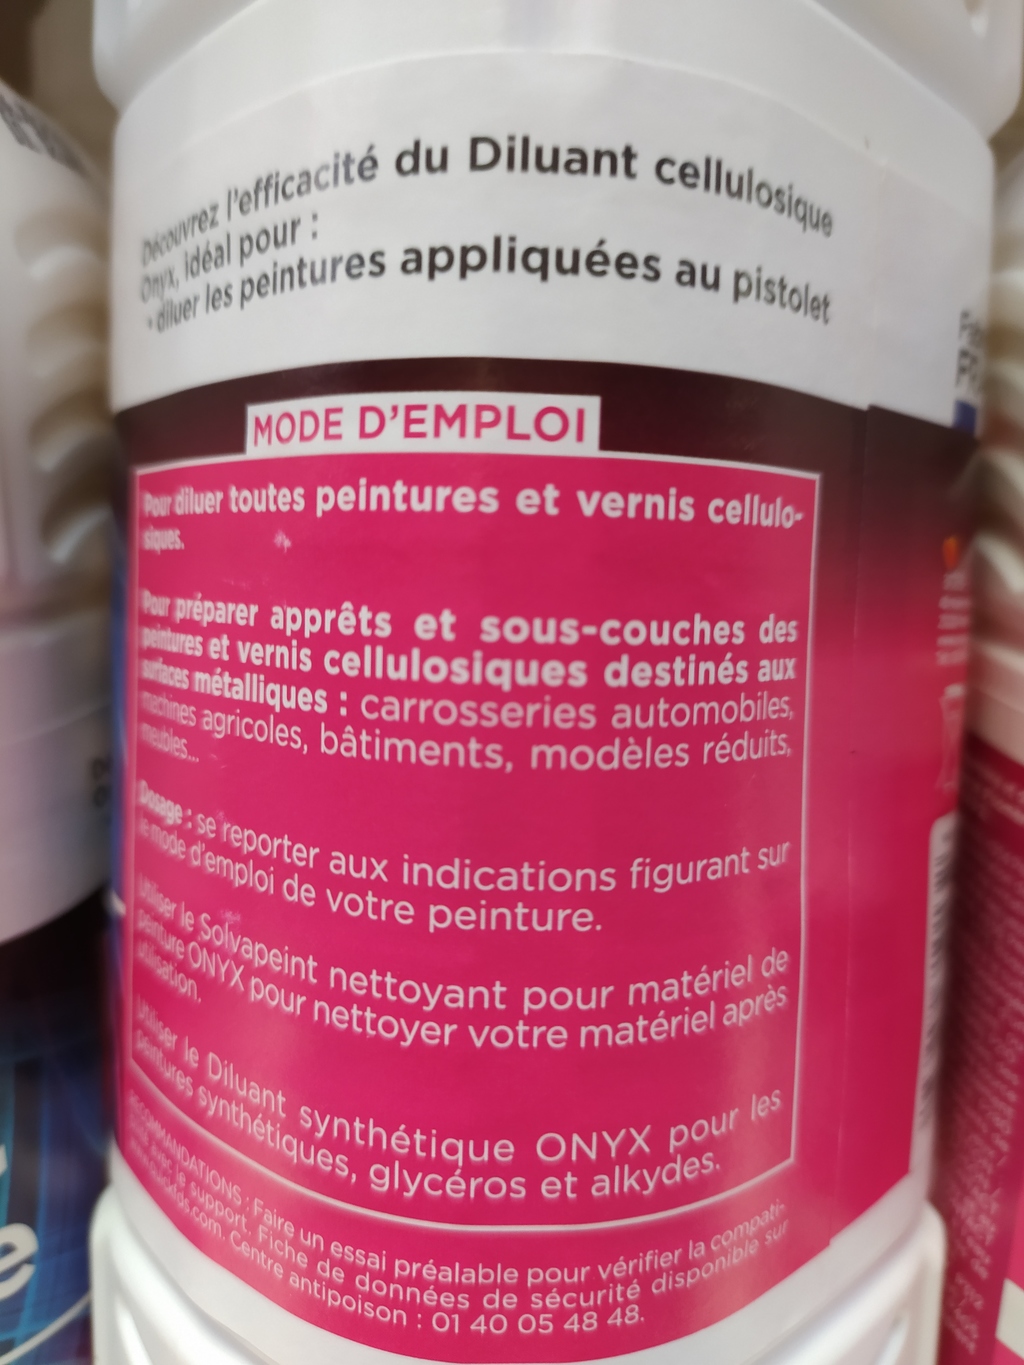 Découvrez l'efficacité du Diluant cellulosique
Onyx, idéal pour :
• diluer les peintures appliquées au pistolet
MODE D'EMPLOI
Pour diluer toutes peintures et vernis cellulo-
siques.
Pour préparer apprêts et sous-couches des
peintures et vernis cellulosiques destinés aux
surfaces métalliques : carrosseries automobiles,
machines agricoles, bâtiments, modèles réduits,
meubles...
Dosage : se reporter aux indications figurant sur
le mode d'emploi de votre peinture.
Utiliser le Solvapeint nettoyant pour matériel de
peinture ONYX pour nettoyer votre matériel après
utilisation.
Utiliser le Diluant synthétique ONYX pour les
peintures synthétiques, glycéros et alkydes.
RECOMMANDATIONS : Faire un essai préalable pour vérifier la compati-
bilité avec le support. Fiche de données de sécurité disponible sur
www.quickfds.com. Centre antipoison : 01 40 05 48 48.